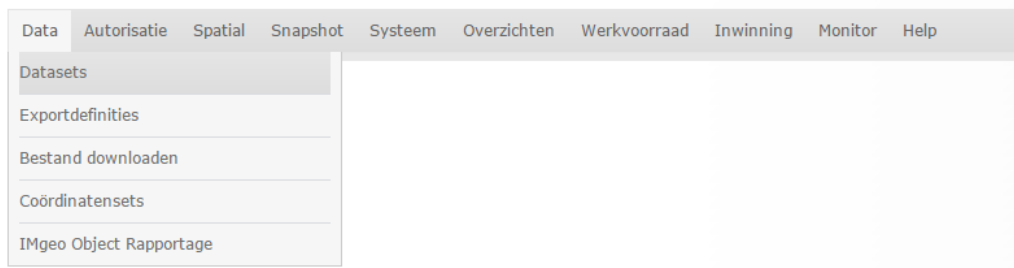 Data Autorisatie Spatial Snapshot Systeem Overzichten Werkvoorraad Inwinning Monitor Help
Datasets
Exportdefinities
Bestand downloaden
Coördinatensets
IMgeo Object Rapportage